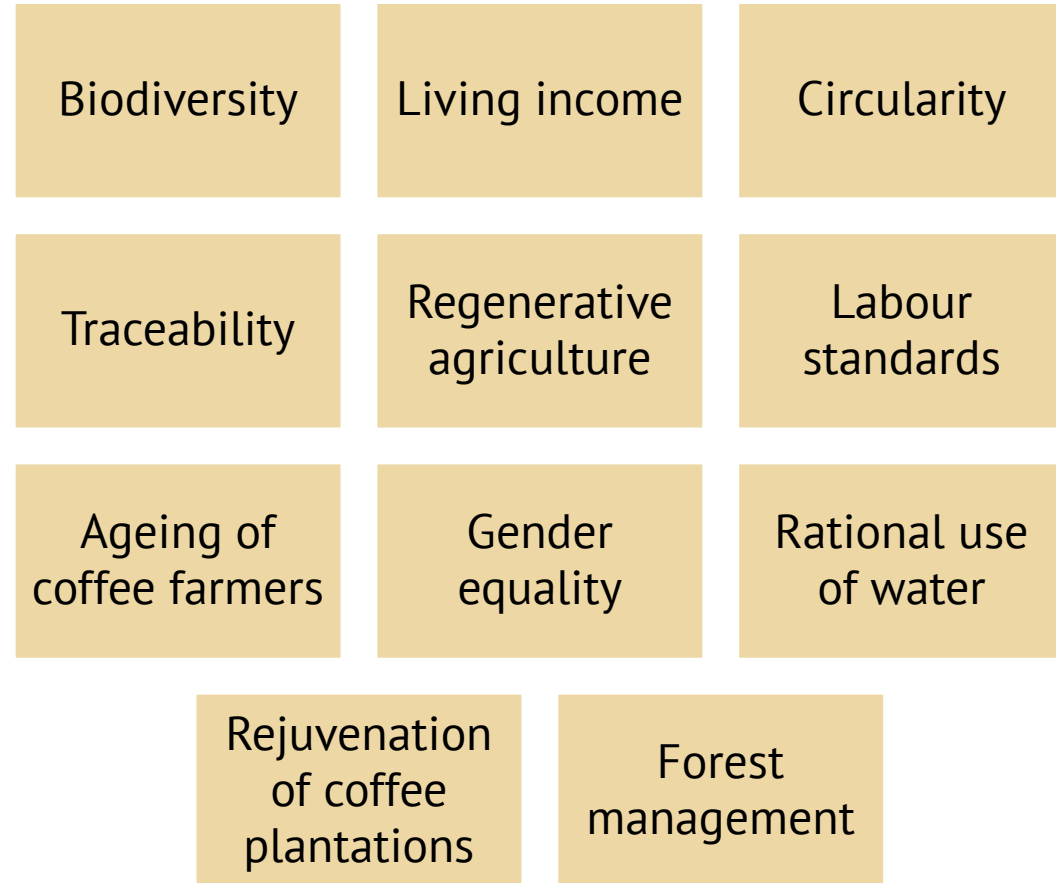 Biodiversity
Living income
Circularity
Traceability
Regenerative
agriculture
Labour
standards
Ageing of
coffee farmers
Gender
equality
Rational use
of water
Rejuvenation
of coffee
plantations
Forest
management